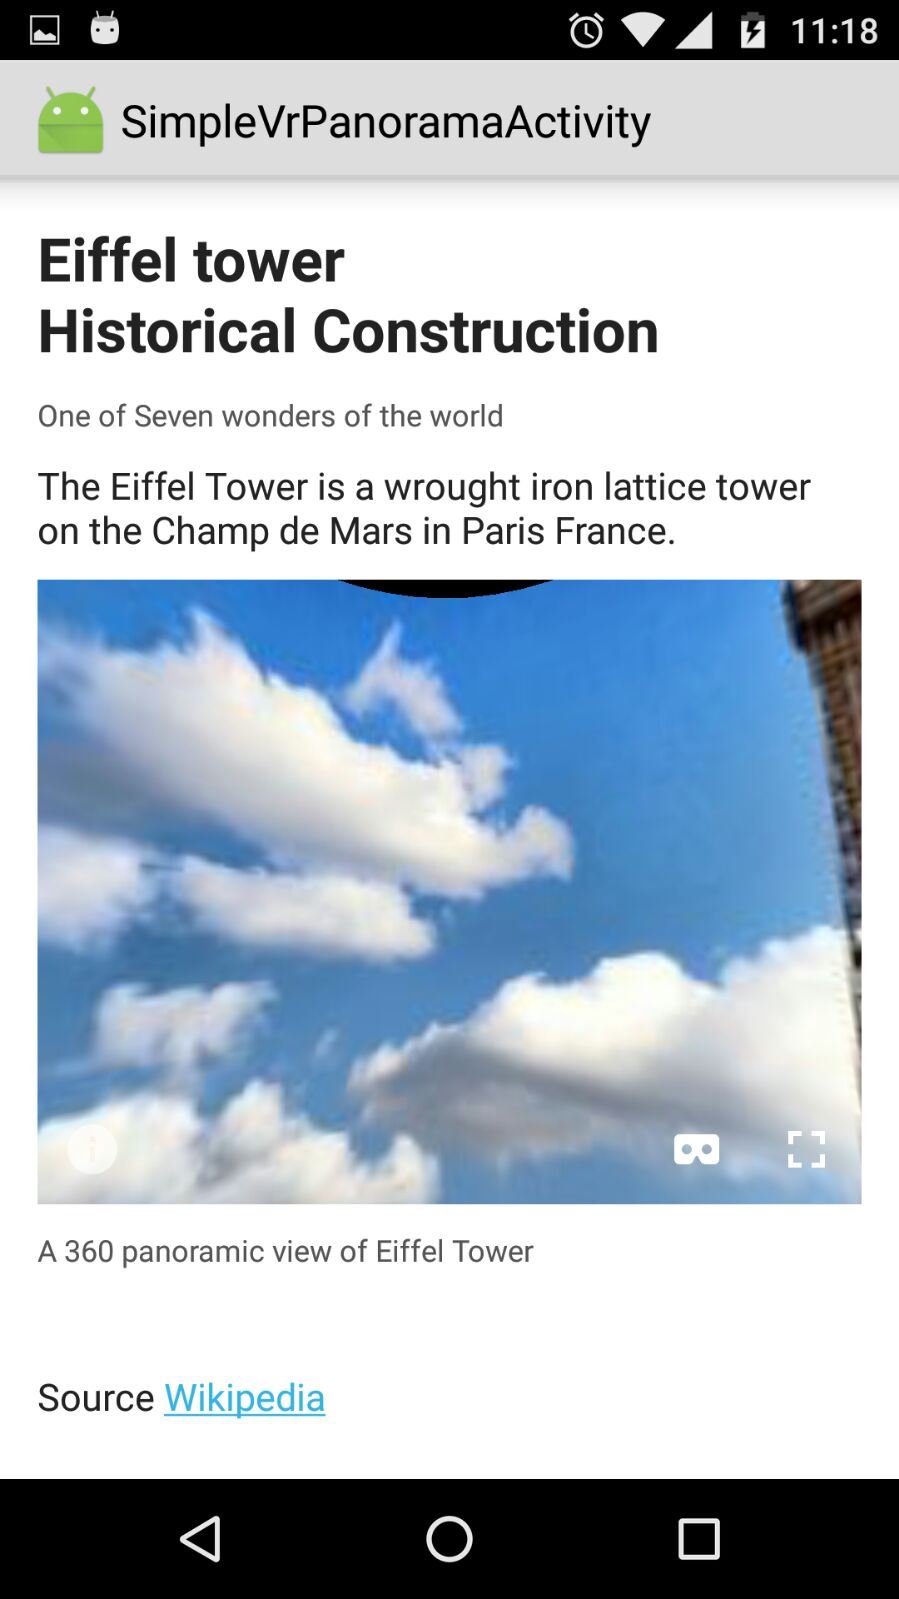 11:18
SimpleVrPanoramaActivity
Eiffel tower
Historical Construction
One of Seven wonders of the world
The Eiffel Tower is a wrought iron lattice tower
on the Champ de Mars in Paris France.
i
A 360 panoramic view of Eiffel Tower
Source Wikipedia